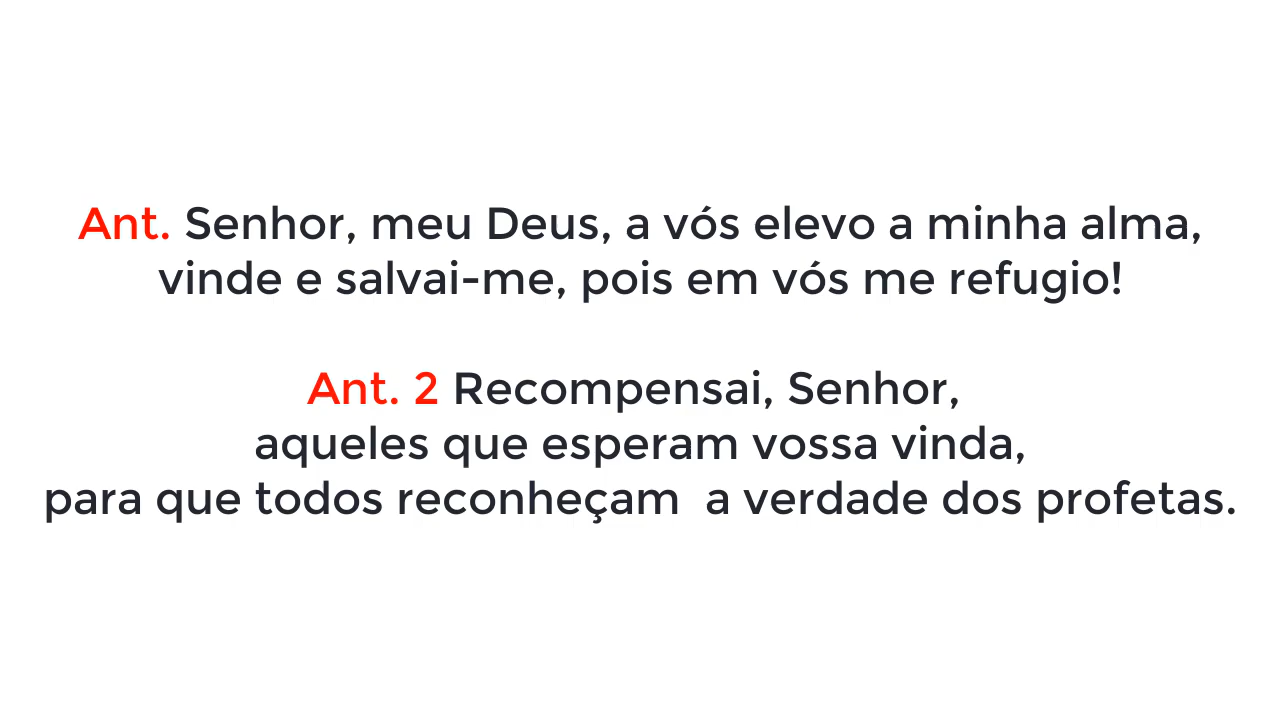 Ant. Senhor, meu Deus, a vós elevo a minha alma,
vinde e salvai-me, pois em vós me refugio!
Ant. 2 Recompensai, Senhor,
aqueles que esperam vossa vinda,
para que todos reconheçam  a verdade dos profetas.